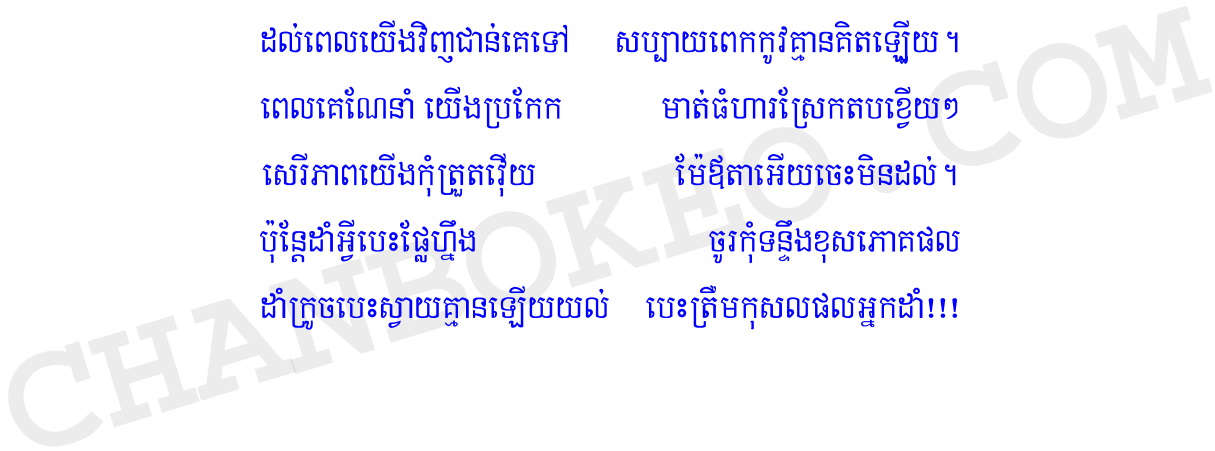 ដល់ពេលយើងវិញជាន់គេទៅ សប្បាយពេកកូវគ្មានគិតឡើយ។
ពេលគេណែនាំ យើងប្រកែក មាត់ធំហារស្រែកតបខ្វើយៗ
សេរីភាពយើងកុំត្រួតវ៉ើយ ម៉ែឪតាអើយចេះមិនដល់។
ប៉ុន្តែដាំអ្វីបេះផ្លែហ្នឹង ចូរកុំទន្ទឹងខុសភោគផល
ដាំក្រូចបេះស្វាយគ្មានឡើយយល់ បេះត្រឹមកុសលផលអ្នកដាំ!!!
CHANBOKEO.COM